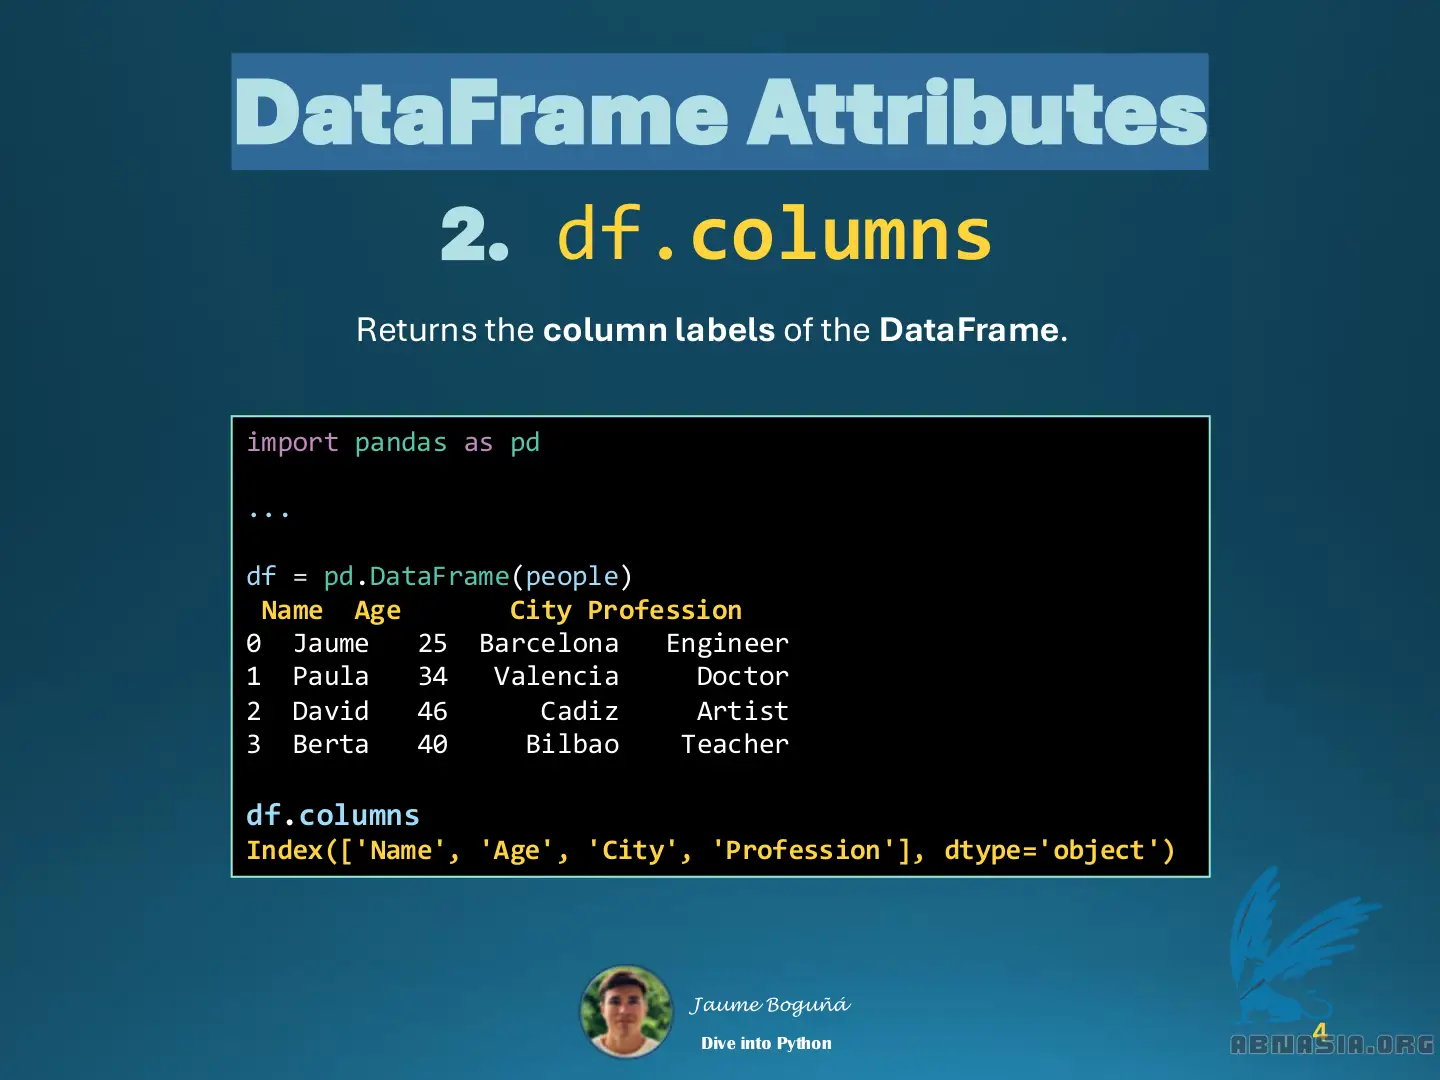 DataFrame Attributes
2. df.columns
Returns the column labels of the DataFrame.
import pandas as pd
...
df = pd.DataFrame(people)
Name  Age       City Profession
0  Jaume   25  Barcelona   Engineer
1  Paula   34   Valencia     Doctor
2  David   46      Cadiz     Artist
3  Berta   40     Bilbao    Teacher
df.columns
Index(['Name', 'Age', 'City', 'Profession'], dtype='object')
Jaume Boguñá
Dive into Python
4
ABNASIA.ORG